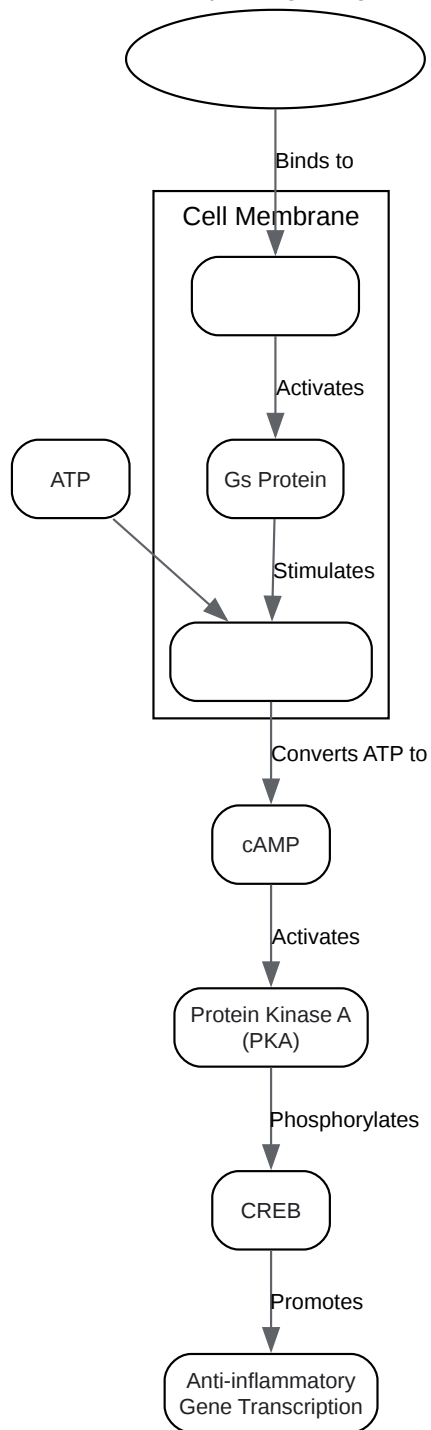 Binds to
Cell Membrane
Activates
ATP
Gs Protein
Stimulates
Converts ATP to
cAMP
Activates
Protein Kinase A
(PKA)
Phosphorylates
CREB
Promotes
Anti-inflammatory
Gene Transcription